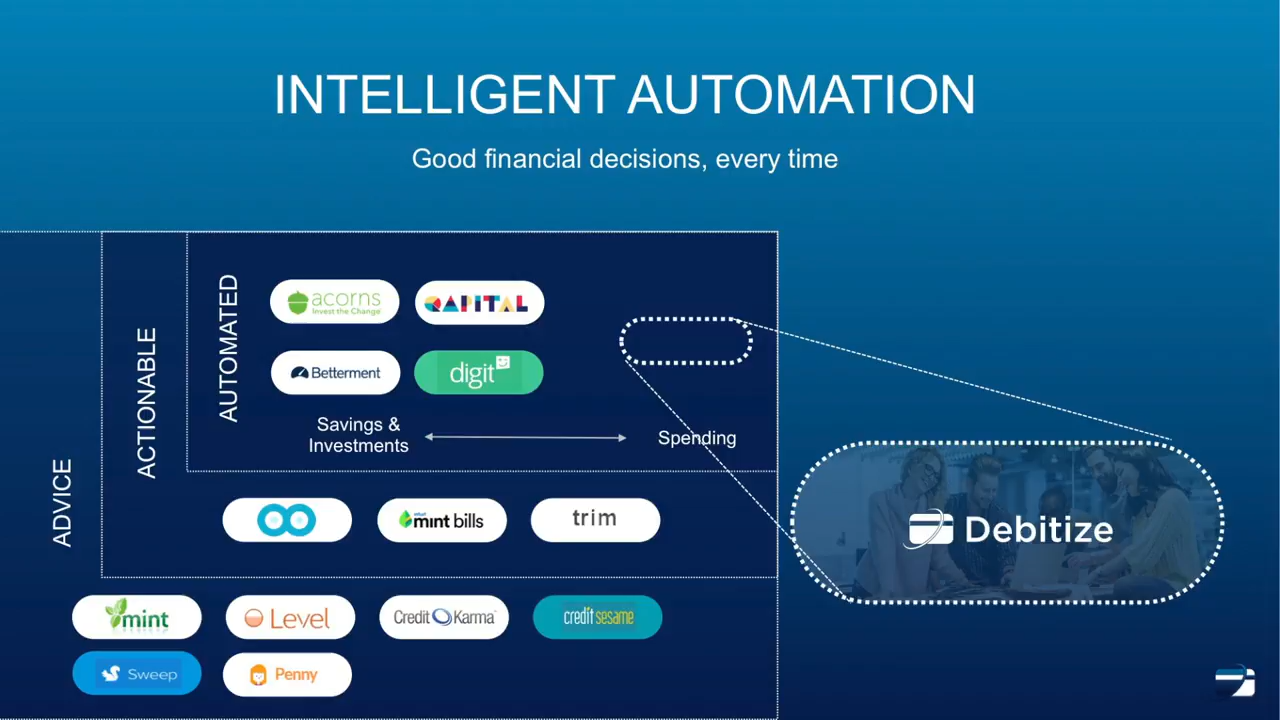 INTELLIGENT AUTOMATION
Good financial decisions, every time
ADVICE
ACTIONABLE
AUTOMATED
acorns
Invest the Change
QAPITAL
Betterment
digit
Savings &
Investments
Spending
intuit
mint bills
trim
Debitize
mint
Level
Credit Karma
credit sesame
Sweep
Penny